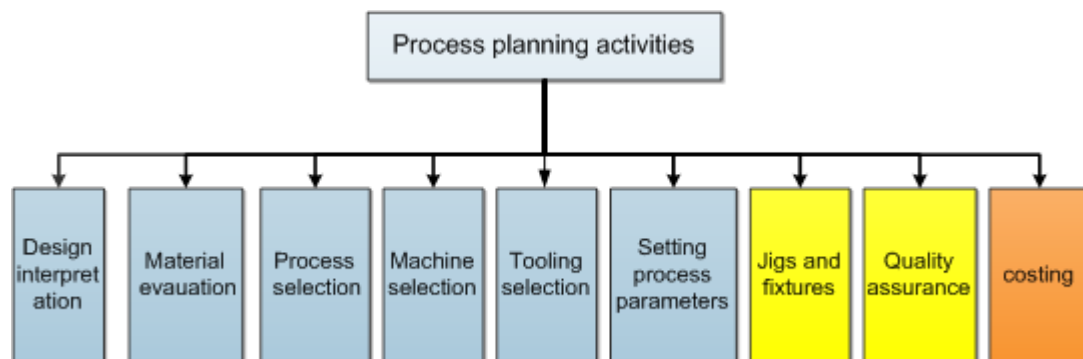 Process planning activities
Design
interpret
ation
Material
evauation
Process
selection
Machine
selection
Tooling
selection
Setting
process
parameters
Jigs and
fixtures
Quality
assurance
costing